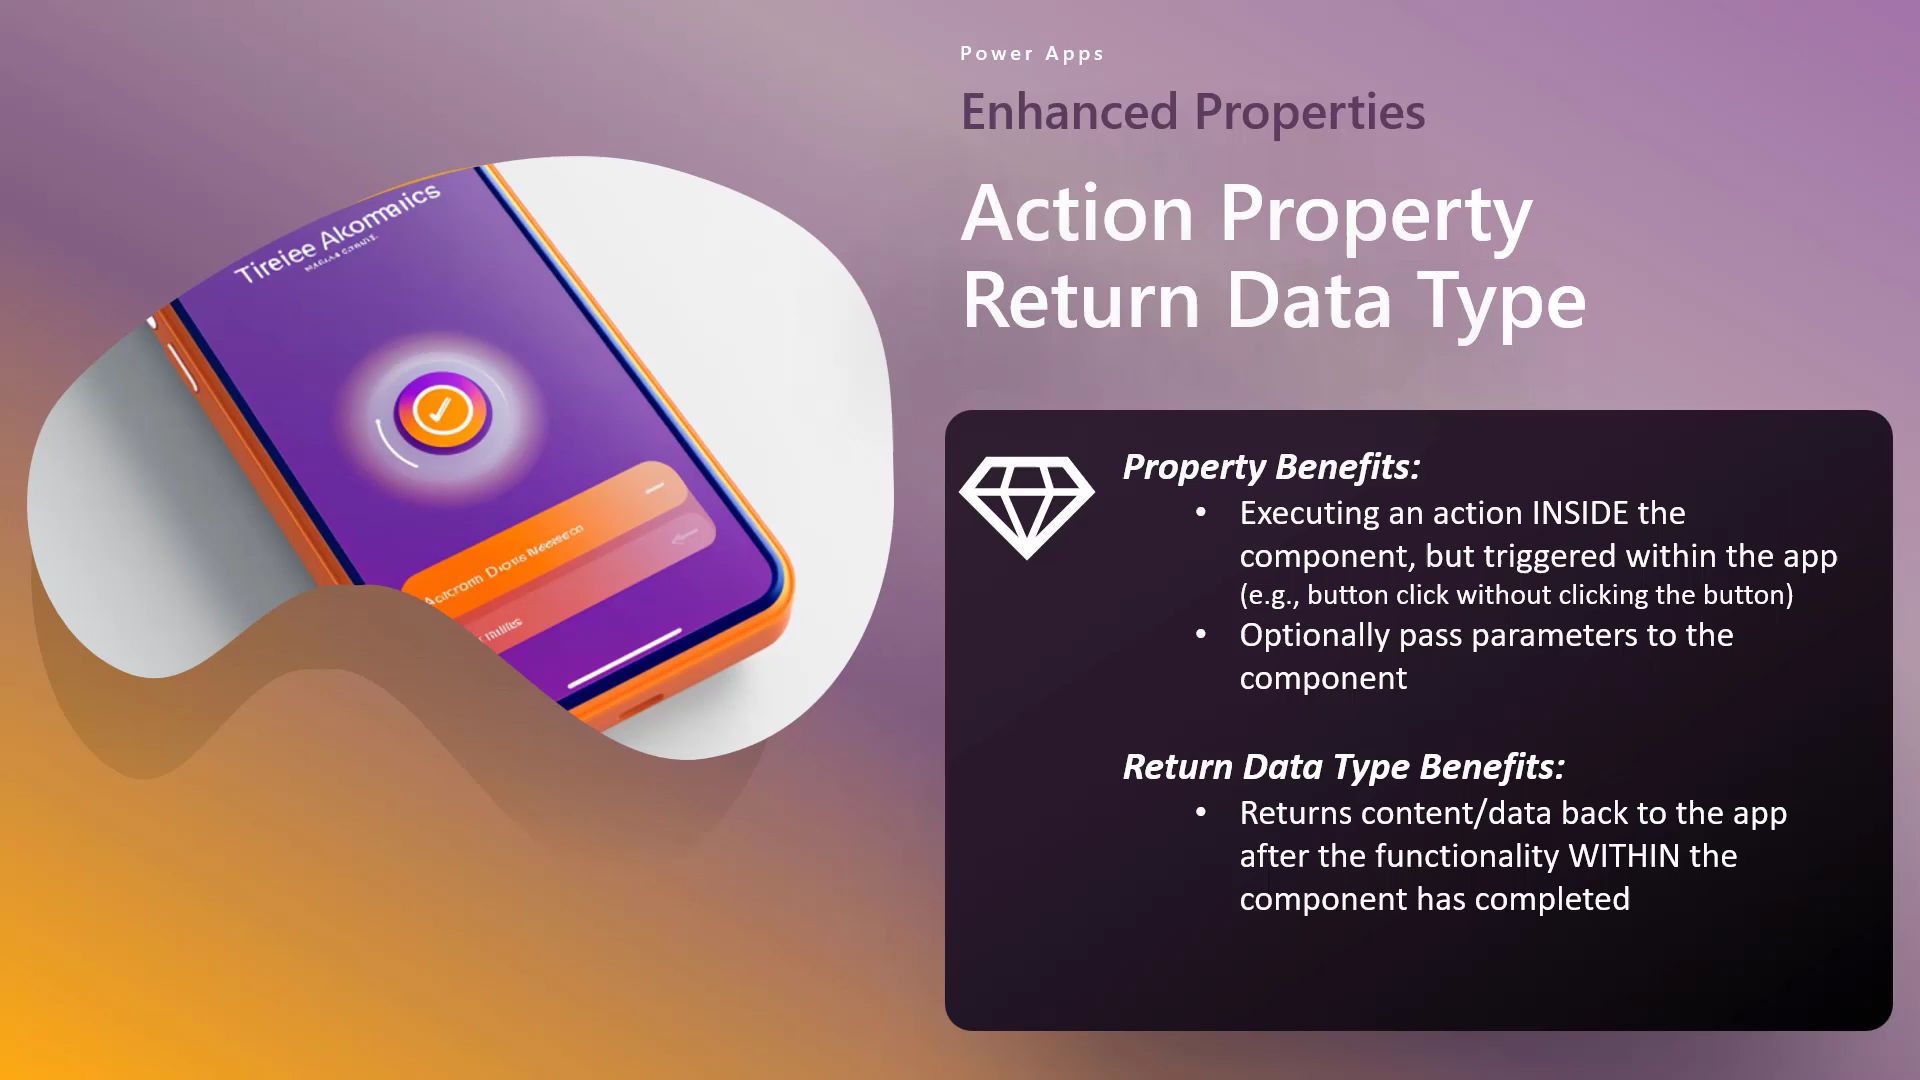 Power Apps
Enhanced Properties
Action Property
Return Data Type
Property Benefits:
• Executing an action INSIDE the
component, but triggered within the app
(e.g., button click without clicking the button)
• Optionally pass parameters to the
component
Return Data Type Benefits:
• Returns content/data back to the app
after the functionality WITHIN the
component has completed
Tireiee Akommaiics